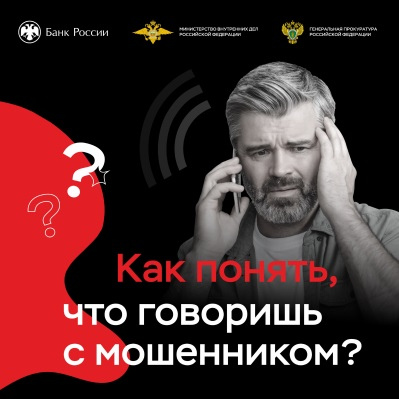 Банк России
МИНИСТЕРСТВО ВНУТРЕННИХ ДЕЛ
РОССИЙСКОЙ ФЕДЕРАЦИИ
ГЕНЕРАЛЬНАЯ ПРОКУРАТУРА
РОССИЙСКОЙ ФЕДЕРАЦИИ
?
?
Как понять,
что говоришь
с мошенником?